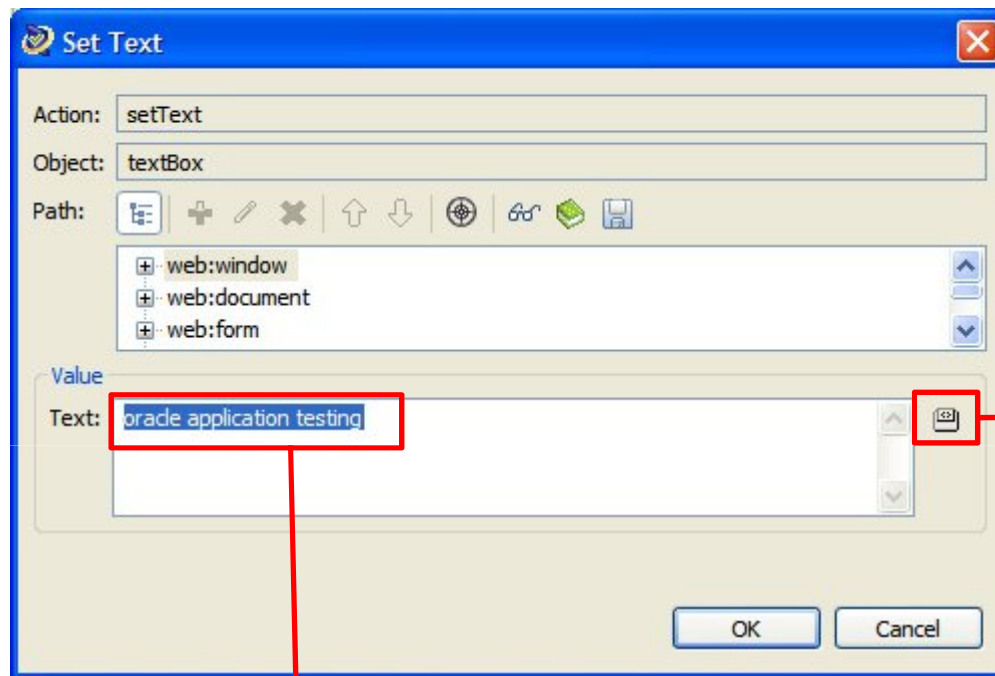 Set Text
Action: setText
Object: textBox
Path:
web:window
web:document
web:form
Value
Text: oracle application testing
OK Cancel